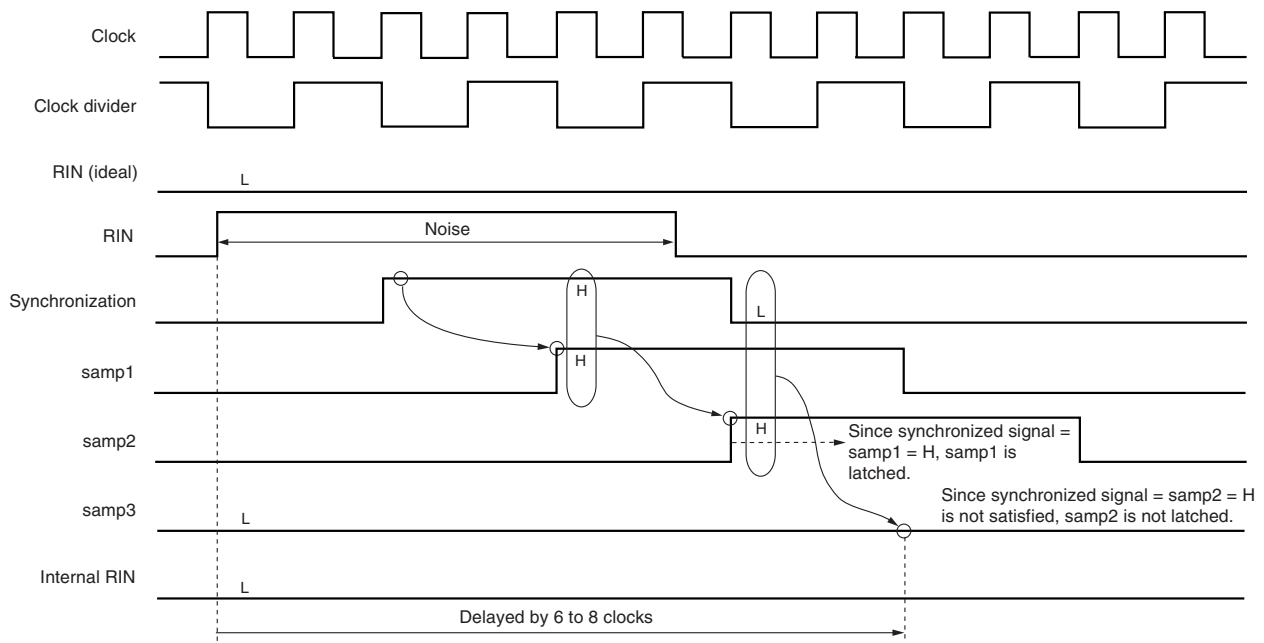 Clock
Clock divider
RIN (ideal)
L
RIN
Noise
Synchronization
H
L
samp1
H
samp2
H
Since synchronized signal =
samp1 = H, samp1 is
latched.
samp3
L
Since synchronized signal = samp2 = H
is not satisfied, samp2 is not latched.
Internal RIN
L
Delayed by 6 to 8 clocks